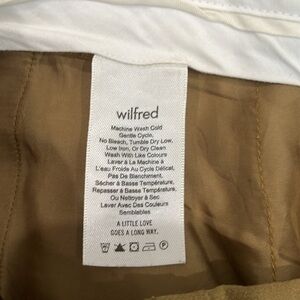 wilfred
Machine Wash Cold
Gentle Cycle,
No Bleach, Tumble Dry Low,
Low Iron, Or Dry Clean
Wash With Like Colours
Laver à La Machine à
L'eau Froide Au Cycle Délicat,
Pas De Blanchiment,
Sécher à Basse Température,
Repasser à Basse Température,
Ou Nettoyer à Sec
Laver Avec Des Couleurs
Semblables
A LITTLE LOVE
GOES A LONG WAY.